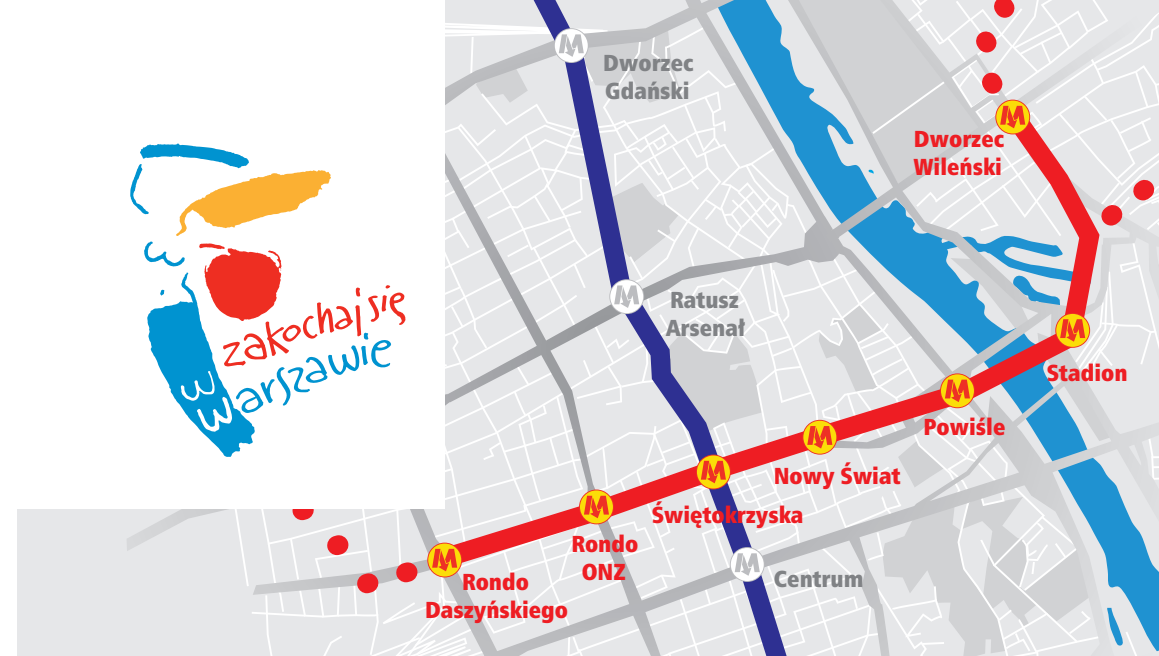 Dworzec
Gdański
Dworzec
Wileński
zakochaj się
w
warszawie
Ratusz
Arsenał
Stadion
Powiśle
Nowy Świat
Świętokrzyska
Rondo
ONZ
Centrum
Rondo
Daszyńskiego
M
M
M
M
M
M
M
M
M
M